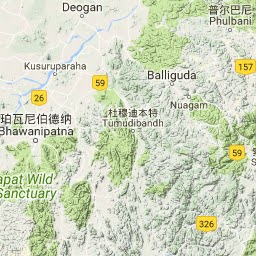 Deogan
普尔巴尼
Phulbani
Kusuruparaha
59
Balliguda
157
26
Nuagam
杜穆迪本特
Tumudibandh
珀瓦尼伯德纳
Bhawanipatna
59
apat Wild
Sanctuary
326